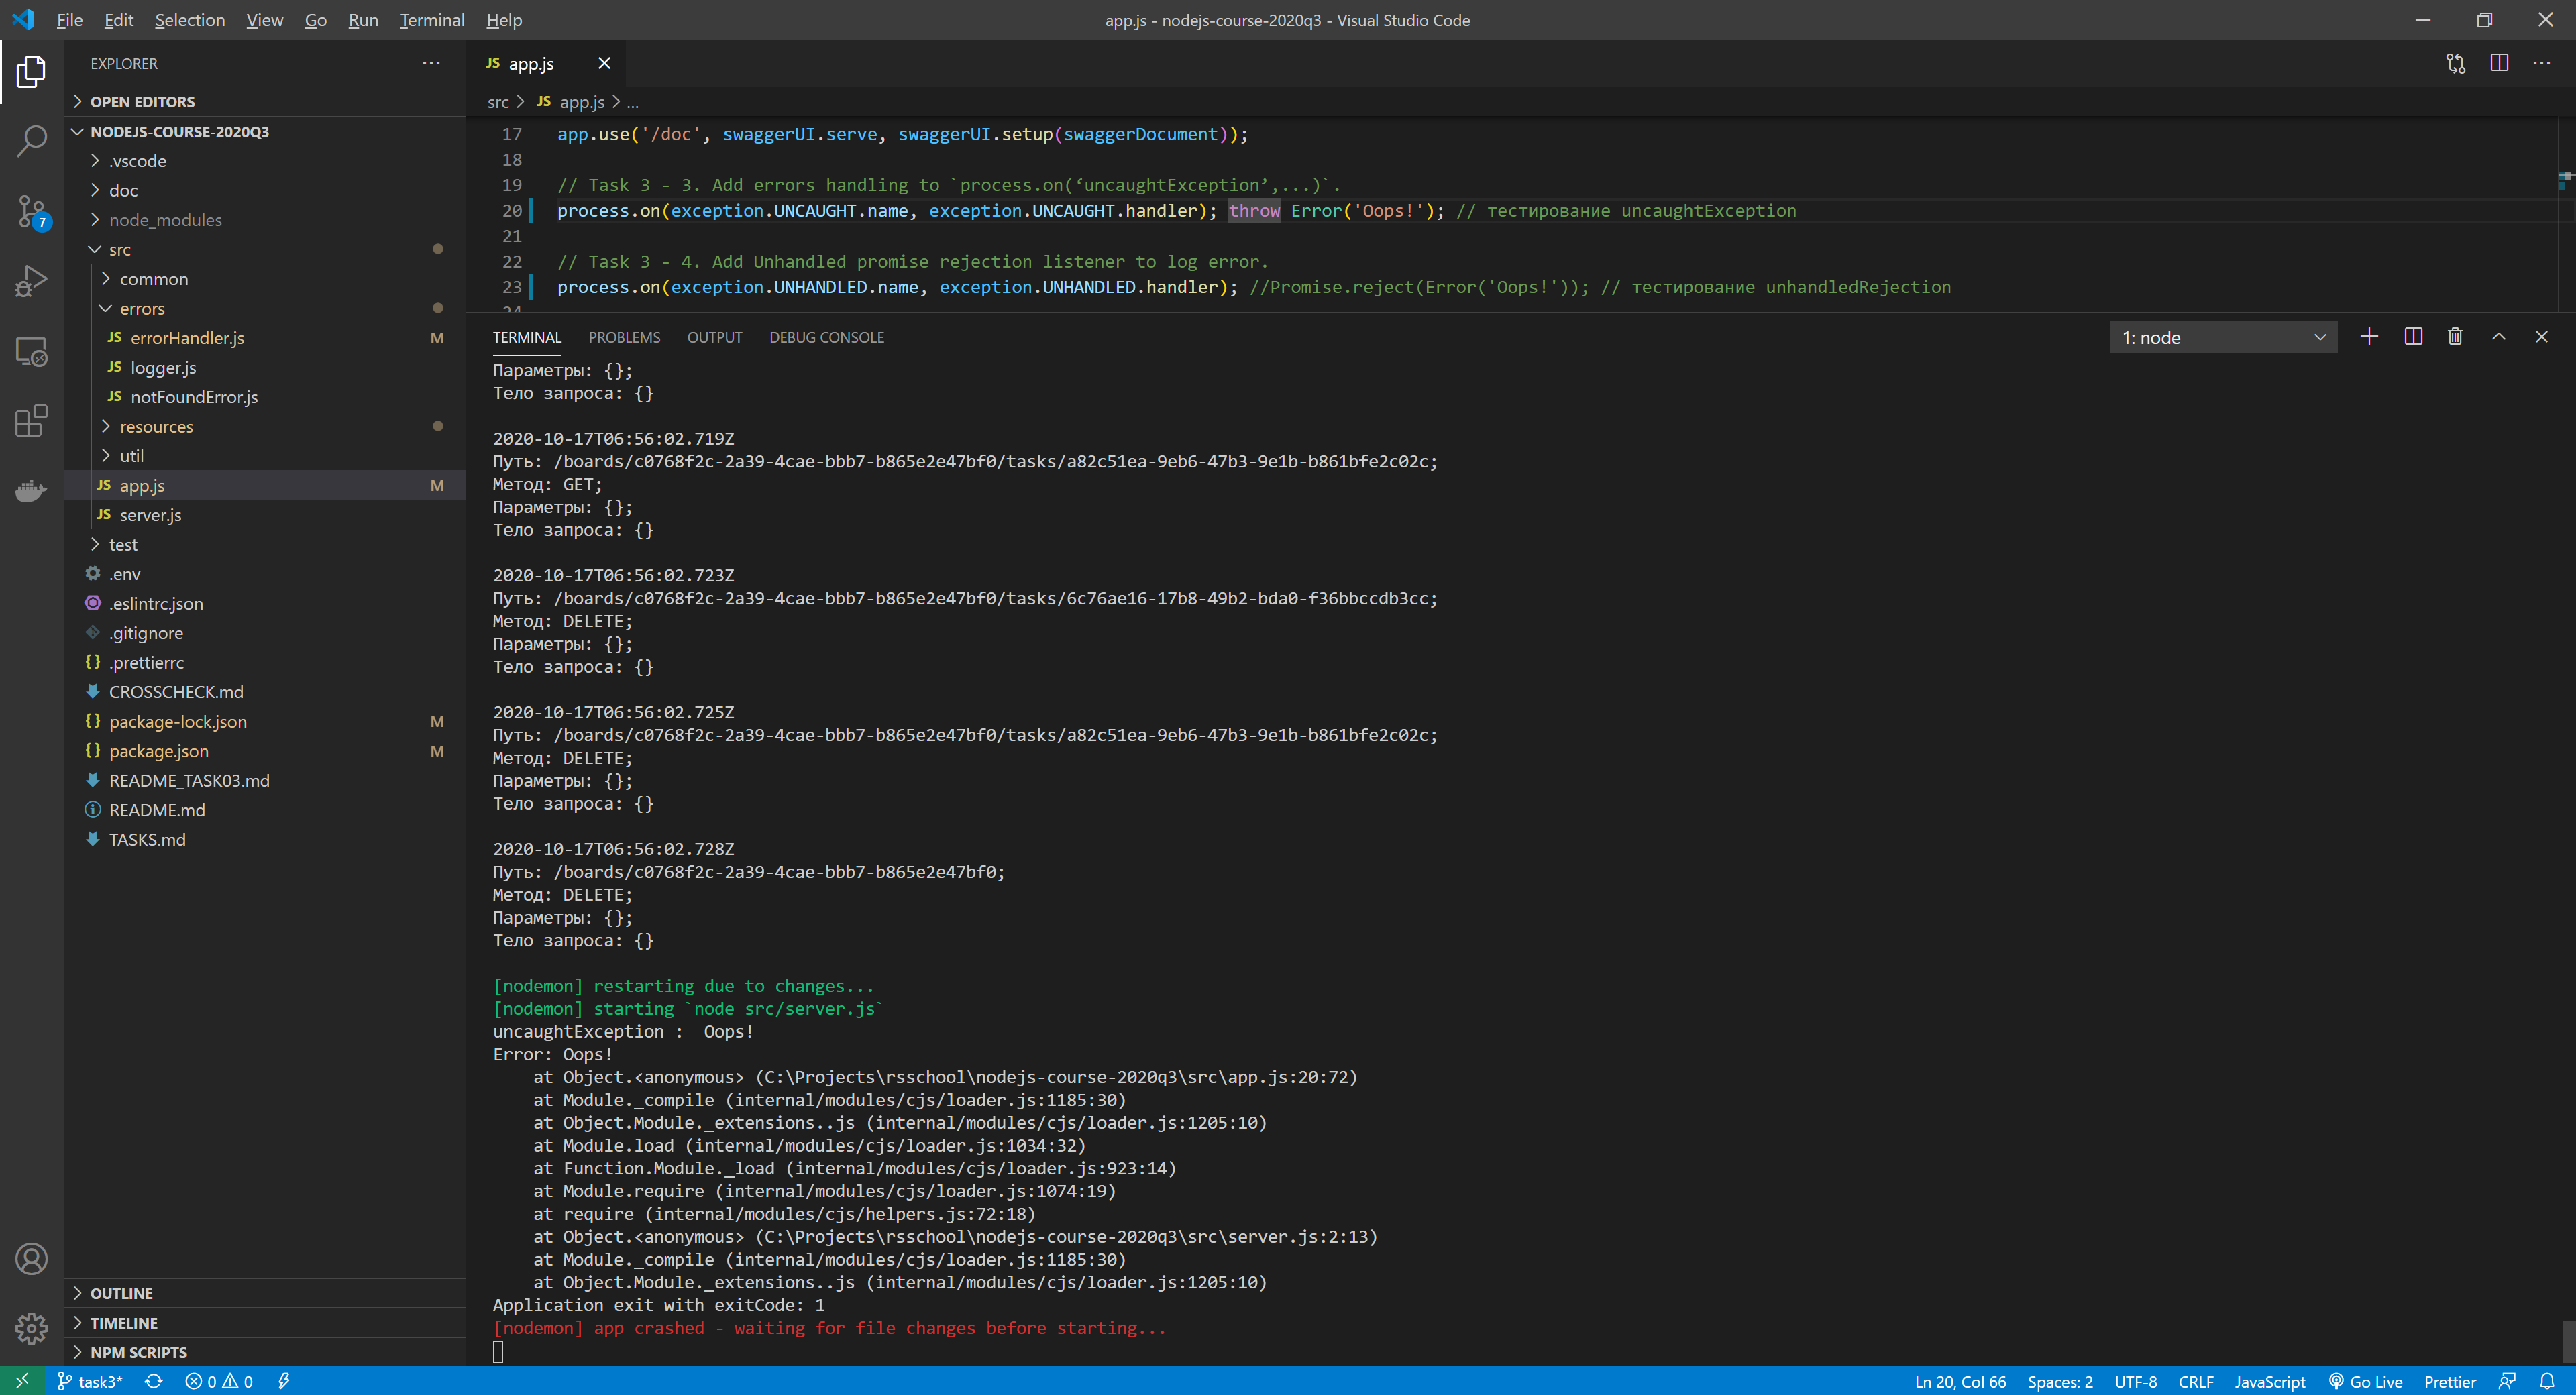 File Edit Selection View Go Run Terminal Help
app.js - nodejs-course-2020q3 - Visual Studio Code
EXPLORER
OPEN EDITORS
NODEJS-COURSE-2020Q3
.vscode
doc
node_modules
src
common
errors
JS errorHandler.js M
JS logger.js
JS notFoundError.js
resources
util
JS app.js M
JS server.js
test
.env
.eslintrc.json
.gitignore
{} .prettierrc
CROSSCHECK.md
{} package-lock.json M
{} package.json M
README_TASK03.md
README.md
TASKS.md
OUTLINE
TIMELINE
NPM SCRIPTS
7
JS app.js
src > JS app.js > ...
17 app.use('/doc', swaggerUI.serve, swaggerUI.setup(swaggerDocument));
18
19 // Task 3 - 3. Add errors handling to `process.on(‘uncaughtException’,...)`.
20 process.on(exception.UNCAUGHT.name, exception.UNCAUGHT.handler); throw Error('Oops!'); // тестирование uncaughtException
21
22 // Task 3 - 4. Add Unhandled promise rejection listener to log error.
23 process.on(exception.UNHANDLED.name, exception.UNHANDLED.handler); //Promise.reject(Error('Oops!')); // тестирование unhandledRejection
24
TERMINAL PROBLEMS OUTPUT DEBUG CONSOLE
1: node
Параметры: {};
Тело запроса: {}
2020-10-17T06:56:02.719Z
Путь: /boards/c0768f2c-2a39-4cae-bbb7-b865e2e47bf0/tasks/a82c51ea-9eb6-47b3-9e1b-b861bfe2c02c;
Метод: GET;
Параметры: {};
Тело запроса: {}
2020-10-17T06:56:02.723Z
Путь: /boards/c0768f2c-2a39-4cae-bbb7-b865e2e47bf0/tasks/6c76ae16-17b8-49b2-bda0-f36bbccdb3cc;
Метод: DELETE;
Параметры: {};
Тело запроса: {}
2020-10-17T06:56:02.725Z
Путь: /boards/c0768f2c-2a39-4cae-bbb7-b865e2e47bf0/tasks/a82c51ea-9eb6-47b3-9e1b-b861bfe2c02c;
Метод: DELETE;
Параметры: {};
Тело запроса: {}
2020-10-17T06:56:02.728Z
Путь: /boards/c0768f2c-2a39-4cae-bbb7-b865e2e47bf0;
Метод: DELETE;
Параметры: {};
Тело запроса: {}
[nodemon] restarting due to changes...
[nodemon] starting `node src/server.js`
uncaughtException :  Oops!
Error: Oops!
    at Object.<anonymous> (C:\Projects\rsschool\nodejs-course-2020q3\src\app.js:20:72)
    at Module._compile (internal/modules/cjs/loader.js:1185:30)
    at Object.Module._extensions..js (internal/modules/cjs/loader.js:1205:10)
    at Module.load (internal/modules/cjs/loader.js:1034:32)
    at Function.Module._load (internal/modules/cjs/loader.js:923:14)
    at Module.require (internal/modules/cjs/loader.js:1074:19)
    at require (internal/modules/cjs/helpers.js:72:18)
    at Object.<anonymous> (C:\Projects\rsschool\nodejs-course-2020q3\src\server.js:2:13)
    at Module._compile (internal/modules/cjs/loader.js:1185:30)
    at Object.Module._extensions..js (internal/modules/cjs/loader.js:1205:10)
Application exit with exitCode: 1
[nodemon] app crashed - waiting for file changes before starting...
task3* 0 0 Ln 20, Col 66 Spaces: 2 UTF-8 CRLF JavaScript Go Live Prettier